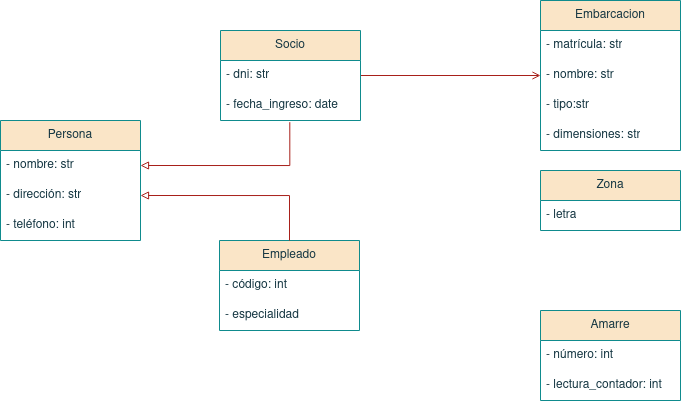 Socio
- dni: str
- fecha_ingreso: date
Embarcacion
- matrícula: str
- nombre: str
- tipo:str
- dimensiones: str
Persona
- nombre: str
- dirección: str
- teléfono: int
Zona
- letra
Empleado
- código: int
- especialidad
Amarre
- número: int
- lectura_contador: int